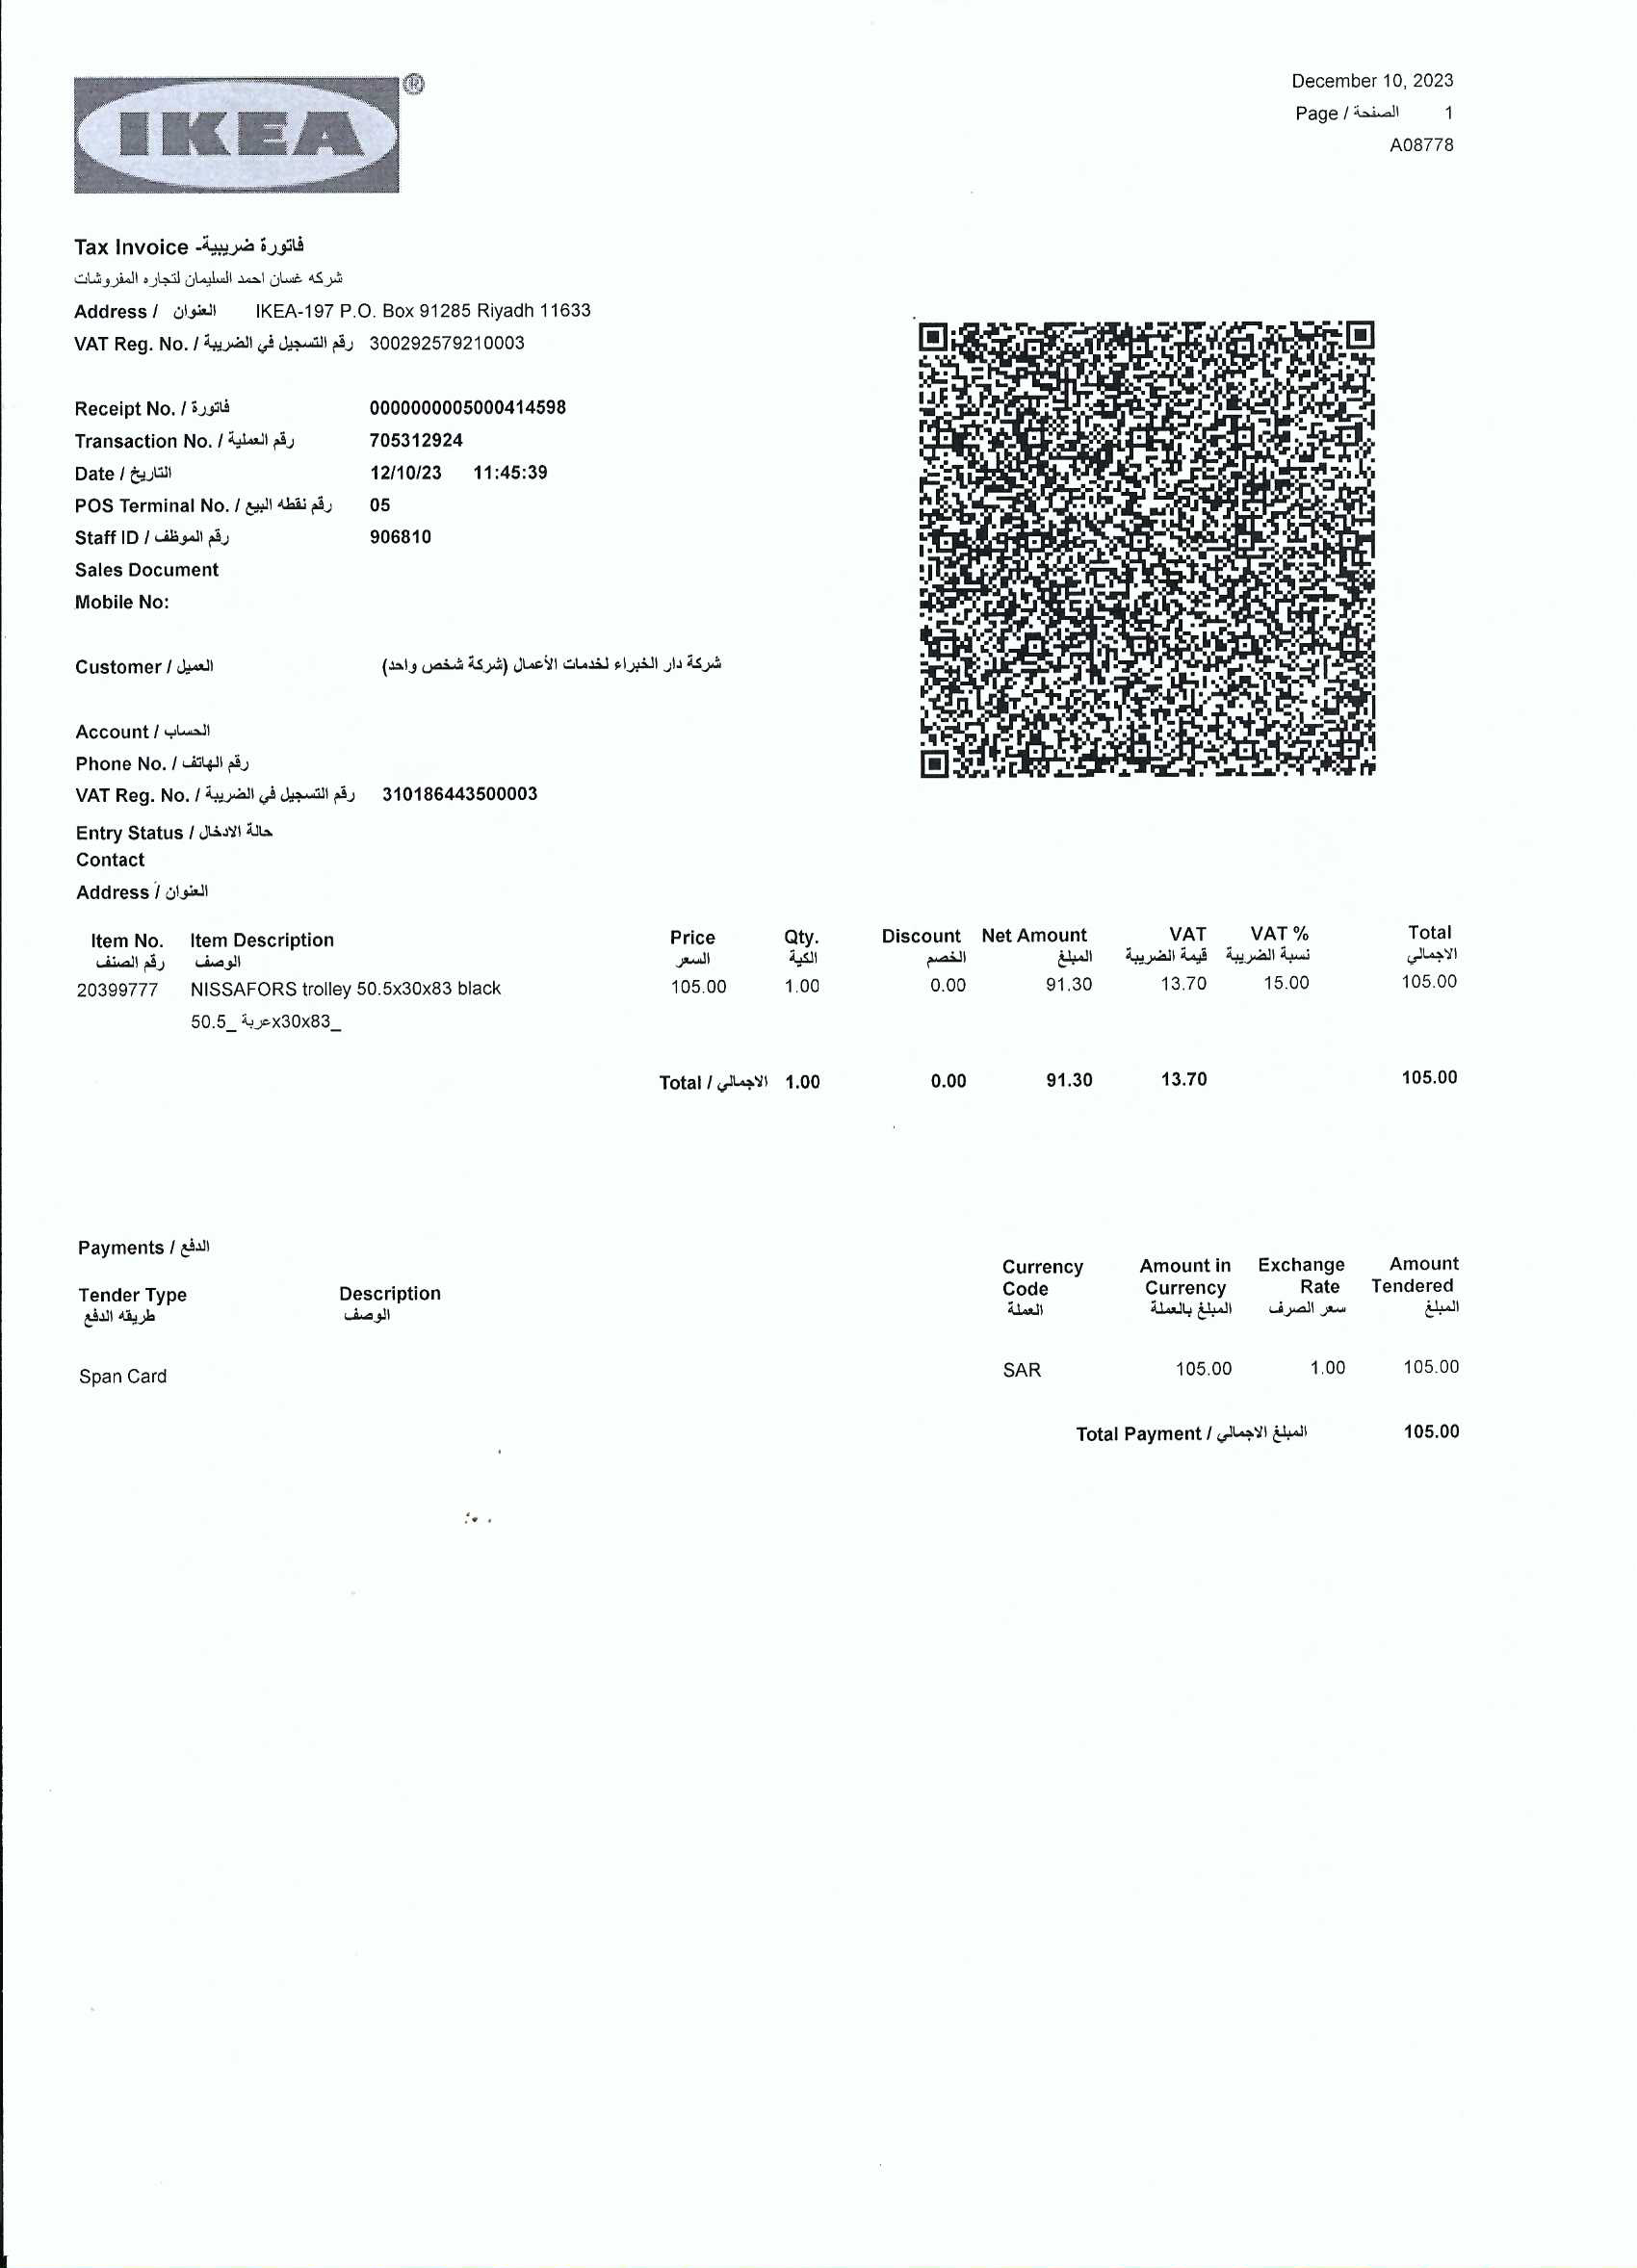 IKEA ®
December 10, 2023
Page / الصفحة 1
A08778
Tax Invoice -فاتورة ضريبية
شركه غسان احمد السليمان لتجاره المفروشات
Address / العنوان IKEA-197 P.O. Box 91285 Riyadh 11633
VAT Reg. No. / رقم التسجيل في الضريبة 300292579210003
Receipt No. / فاتورة 0000000005000414598
Transaction No. / رقم العملية 705312924
Date / التاريخ 12/10/23 11:45:39
POS Terminal No. / رقم نقطه البيع 05
Staff ID / رقم الموظف 906810
Sales Document
Mobile No:
Customer / العميل شركة دار الخبراء لخدمات الأعمال (شركة شخص واحد)
Account / الحساب
Phone No. / رقم الهاتف
VAT Reg. No. / رقم التسجيل في الضريبة 310186443500003
Entry Status / حالة الادخال
Contact
Address / العنوان
Item No. Item Description Price Qty. Discount Net Amount VAT VAT % Total
رقم الصنف الوصف السعر الكية الخصم المبلغ قيمة الضريبة نسبة الضريبة الاجمالي
20399777 NISSAFORS trolley 50.5x30x83 black 105.00 1.00 0.00 91.30 13.70 15.00 105.00
50.5_ عربةx30x83_
Total / الاجمالي 1.00 0.00 91.30 13.70 105.00
Payments / الدفع
Currency Amount in Exchange Amount
Tender Type Description Code Currency Rate Tendered
طريقه الدفع الوصف العملة المبلغ بالعملة سعر الصرف المبلغ
Span Card SAR 105.00 1.00 105.00
Total Payment / المبلغ الاجمالي 105.00